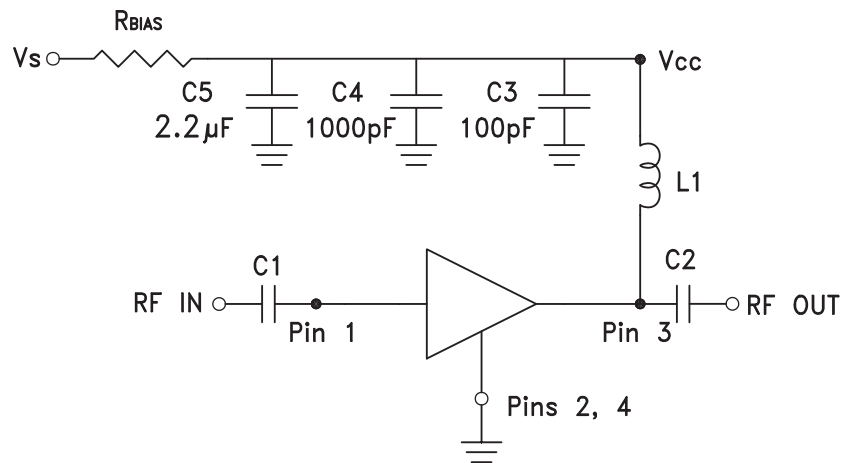 RBIAS
Vs
Vcc
C5
2.2µF
C4
1000pF
C3
100pF
L1
C1
C2
RF IN
Pin 1
Pin 3
RF OUT
Pins 2, 4